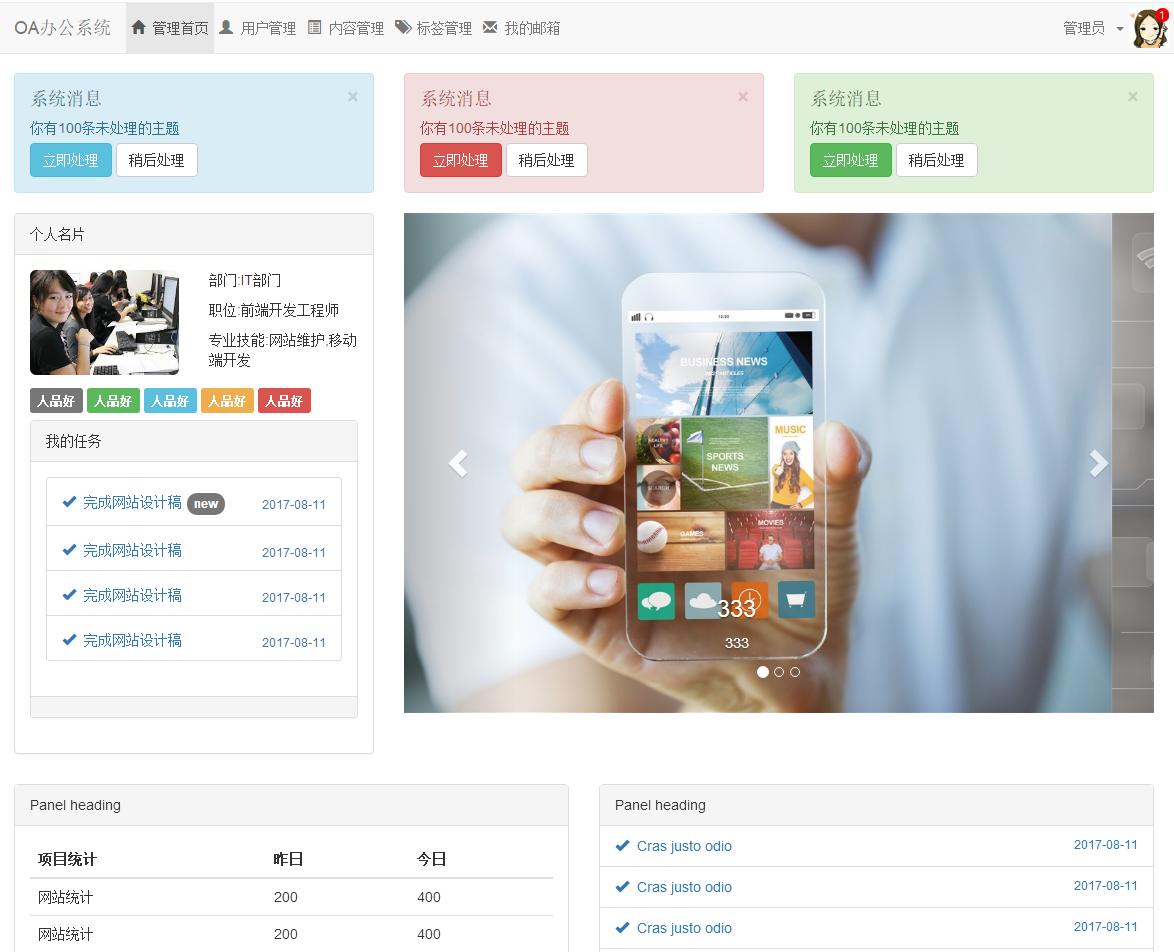 OA办公系统 管理首页 用户管理 内容管理 标签管理 我的邮箱 管理员 1
系统消息 ×
你有100条未处理的主题
立即处理 稍后处理
系统消息 ×
你有100条未处理的主题
立即处理 稍后处理
系统消息 ×
你有100条未处理的主题
立即处理 稍后处理
个人名片
部门:IT部门
职位:前端开发工程师
专业技能:网站维护,移动
端开发
人品好 人品好 人品好 人品好 人品好
我的任务
完成网站设计稿 new 2017-08-11
完成网站设计稿 2017-08-11
完成网站设计稿 2017-08-11
完成网站设计稿 2017-08-11
BUSINESS NEWS
HEALTHY
LIFE
SPORTS
NEWS
MUSIC
SEARCH
GAMES
MOVIES
333
333
Panel heading
项目统计 昨日 今日
网站统计 200 400
网站统计 200 400
Panel heading
Cras justo odio 2017-08-11
Cras justo odio 2017-08-11
Cras justo odio 2017-08-11